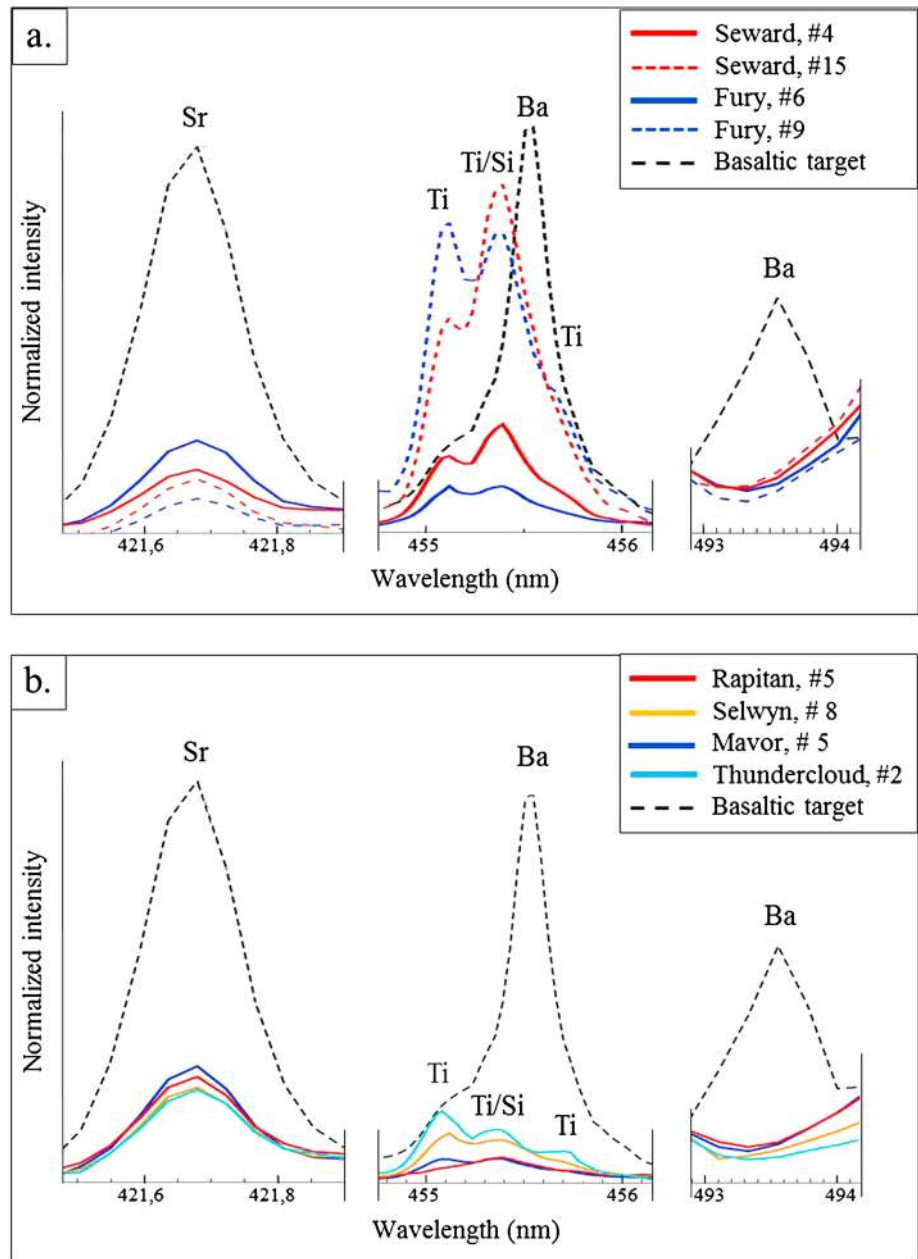 a.
Seward, #4
Seward, #15
Fury, #6
Fury, #9
Basaltic target
Sr
Ba
Ti/Si
Ti
Ti
Ba
Normalized intensity
421,6
421,8
455
456
493
494
Wavelength (nm)
b.
Rapitan, #5
Selwyn, # 8
Mavor, # 5
Thundercloud, #2
Basaltic target
Sr
Ba
Ba
Ti
Ti/Si
Ti
Normalized intensity
421,6
421,8
455
456
493
494
Wavelength (nm)